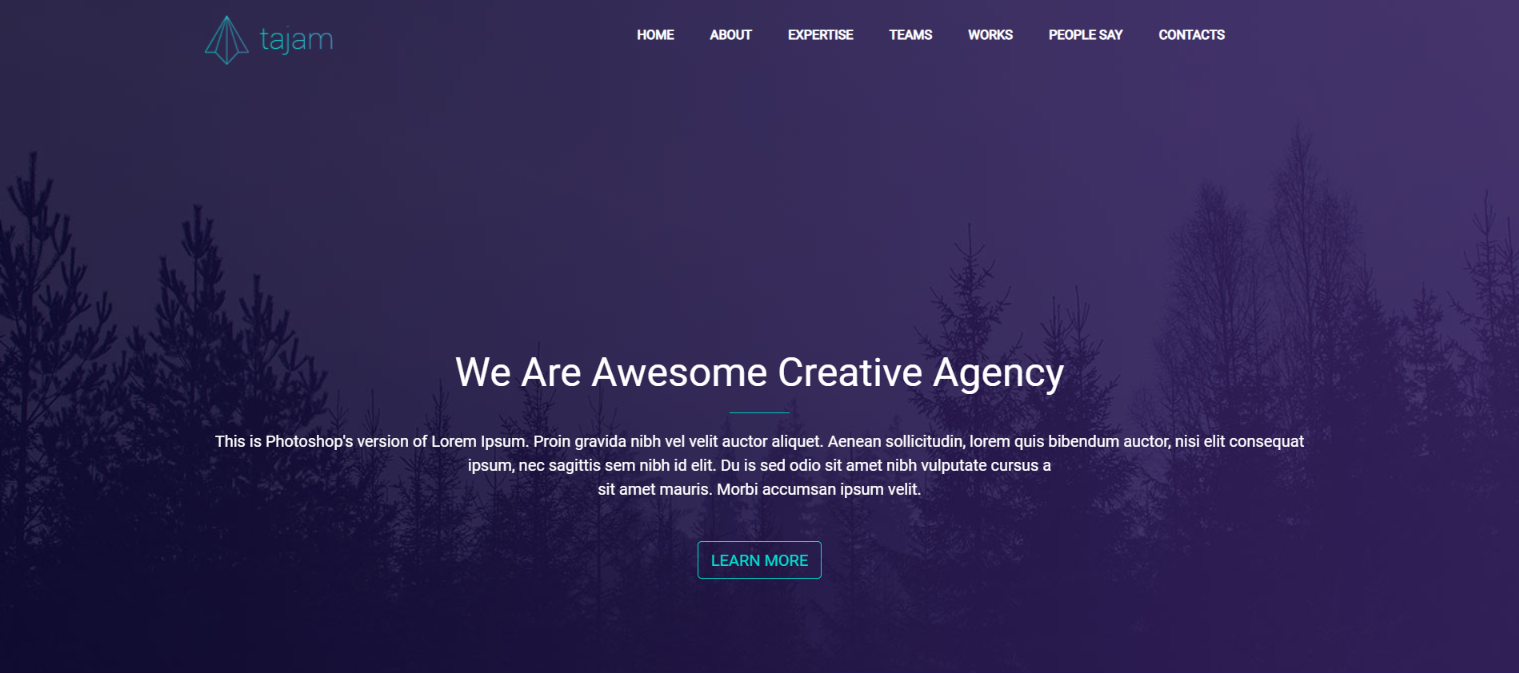 tajam
HOME ABOUT EXPERTISE TEAMS WORKS PEOPLE SAY CONTACTS
We Are Awesome Creative Agency
This is Photoshop's version of Lorem Ipsum. Proin gravida nibh vel velit auctor aliquet. Aenean sollicitudin, lorem quis bibendum auctor, nisi elit consequat
ipsum, nec sagittis sem nibh id elit. Du is sed odio sit amet nibh vulputate cursus a
sit amet mauris. Morbi accumsan ipsum velit.
LEARN MORE